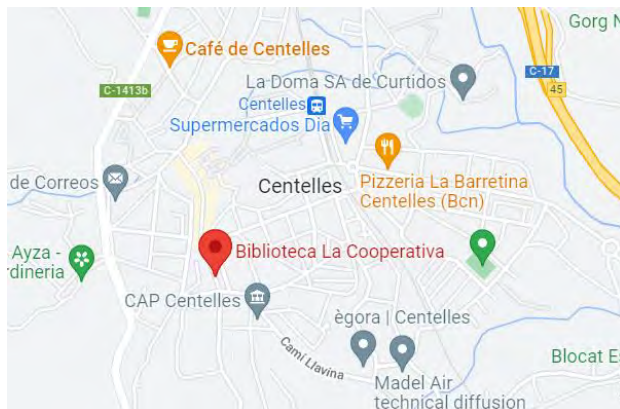 Gorg N
Café de Centelles
La Doma SA de Curtidos
C-17
C-1413b
45
Centelles
Supermercados Dia
de Correos
Centelles
Pizzeria La Barretina
Centelles (Bcn)
Ayza -
rdineria
Biblioteca La Cooperativa
CAP Centelles
ègora | Centelles
Camí Llavina
Blocat Es
Madel Air
technical diffusion